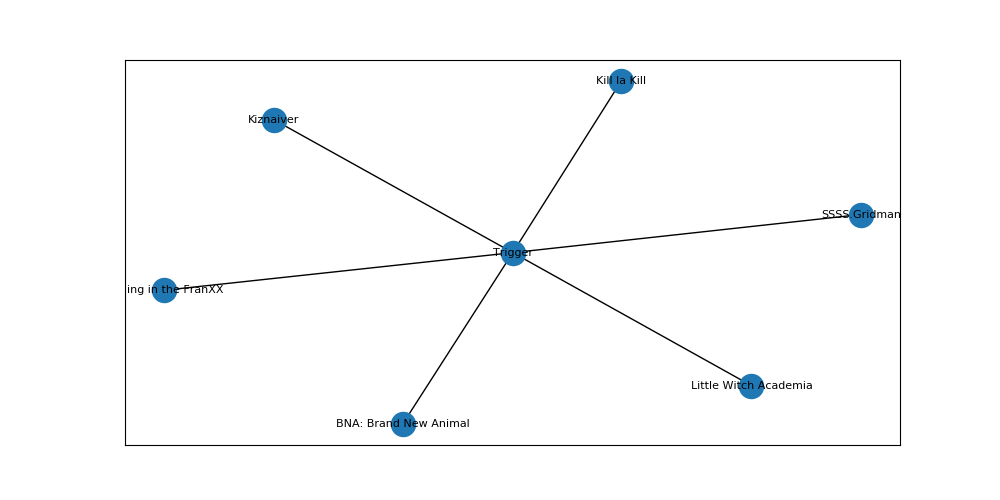 Kill la Kill
Kiznaiver
SSSS.Gridman
Trigger
ing in the FranXX
Little Witch Academia
BNA: Brand New Animal